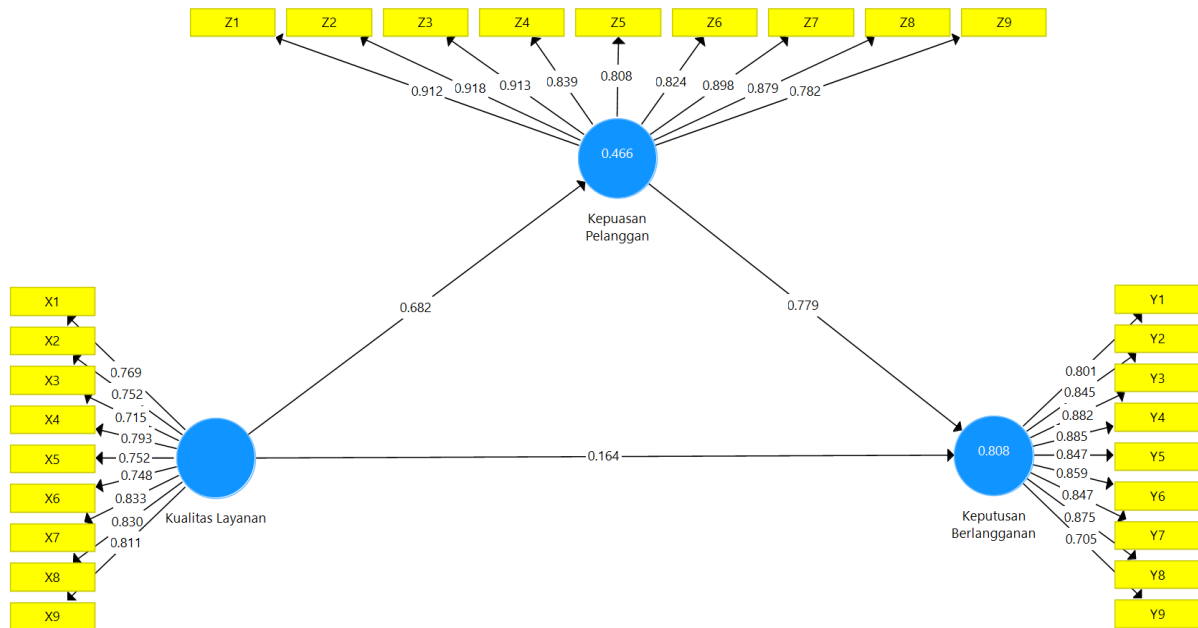 Z1
Z2
Z3
Z4
Z5
Z6
Z7
Z8
Z9
0.912
0.918
0.913
0.839
0.808
0.824
0.898
0.879
0.782
0.466
Kepuasan
Pelanggan
0.682
0.779
X1
X2
X3
X4
X5
X6
X7
X8
X9
0.769
0.752
0.715
0.793
0.752
0.748
0.833
0.830
0.811
Kualitas Layanan
0.164
0.808
Keputusan
Berlangganan
0.801
0.845
0.882
0.885
0.847
0.859
0.847
0.875
0.705
Y1
Y2
Y3
Y4
Y5
Y6
Y7
Y8
Y9